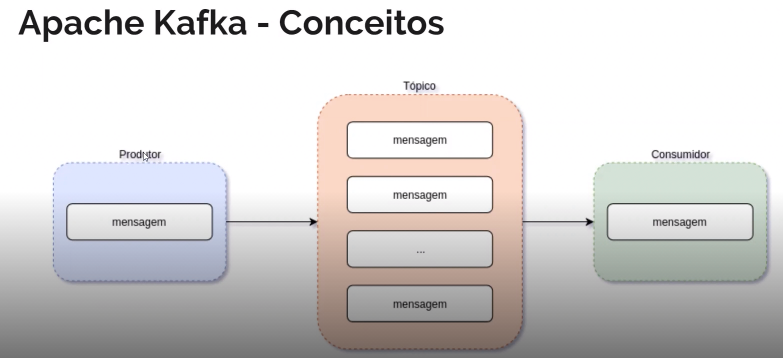 Apache Kafka - Conceitos
Tópico
mensagem
mensagem
...
mensagem
Produtor
mensagem
Consumidor
mensagem